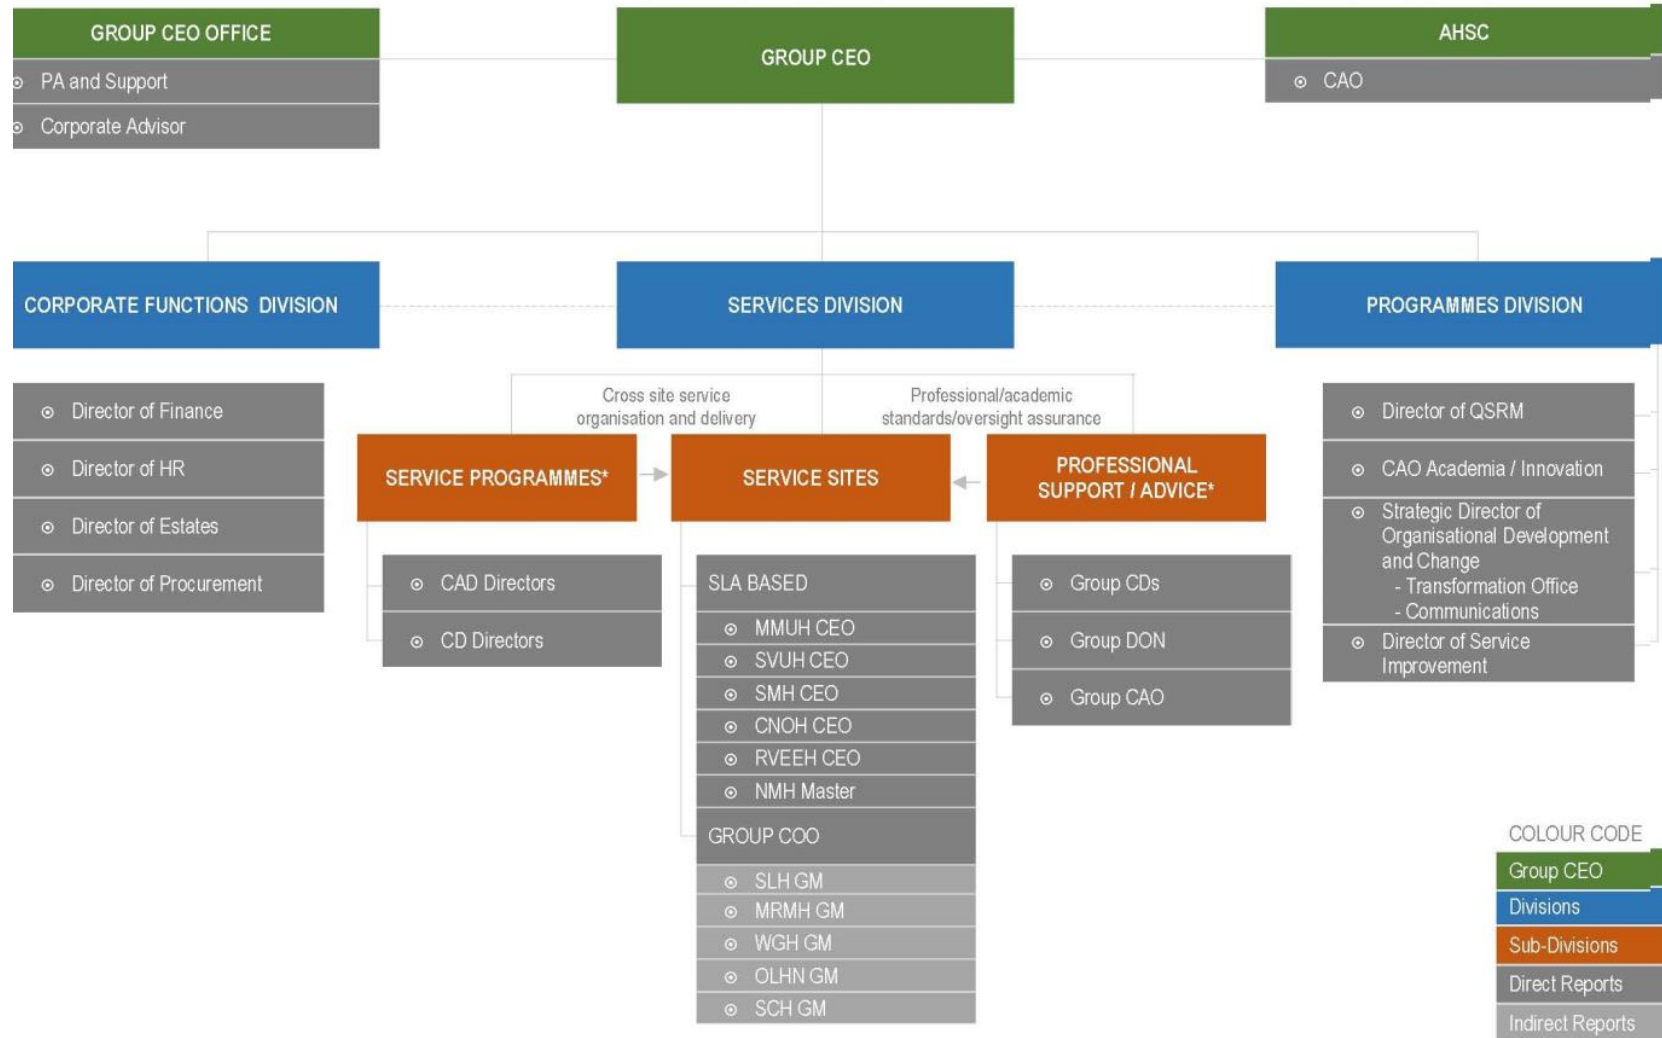 GROUP CEO OFFICE
PA and Support
Corporate Advisor
GROUP CEO
AHSC
CAO
CORPORATE FUNCTIONS DIVISION
SERVICES DIVISION
PROGRAMMES DIVISION
Director of Finance
Director of HR
Director of Estates
Director of Procurement
Cross site service
organisation and delivery
Professional/academic
standards/oversight assurance
SERVICE PROGRAMMES*
SERVICE SITES
PROFESSIONAL
SUPPORT / ADVICE*
CAD Directors
CD Directors
SLA BASED
MMUH CEO
SVUH CEO
SMH CEO
CNOH CEO
RVEEH CEO
NMH Master
GROUP COO
SLH GM
MRMH GM
WGH GM
OLHN GM
SCH GM
Group CDs
Group DON
Group CAO
Director of QSRM
CAO Academia / Innovation
Strategic Director of
Organisational Development
and Change
- Transformation Office
- Communications
Director of Service
Improvement
COLOUR CODE
Group CEO
Divisions
Sub-Divisions
Direct Reports
Indirect Reports